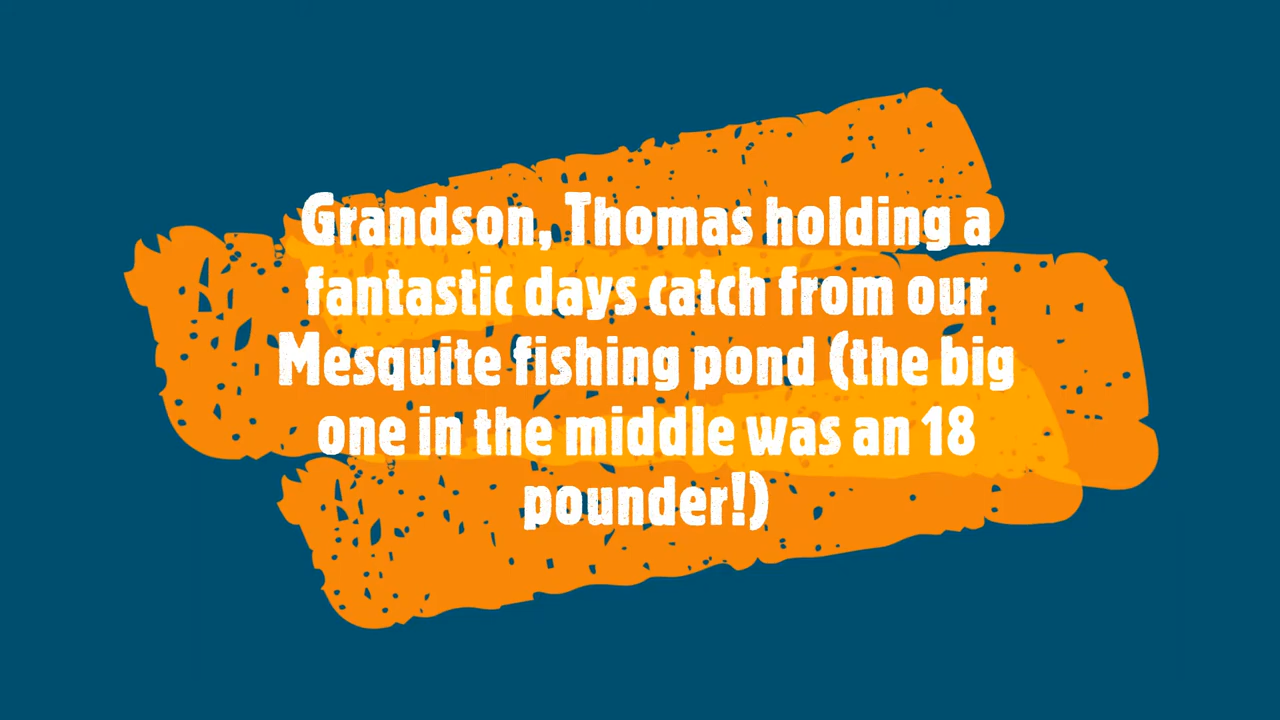 Grandson, Thomas holding a
fantastic days catch from our
Mesquite fishing pond (the big
one in the middle was an 18
pounder!)